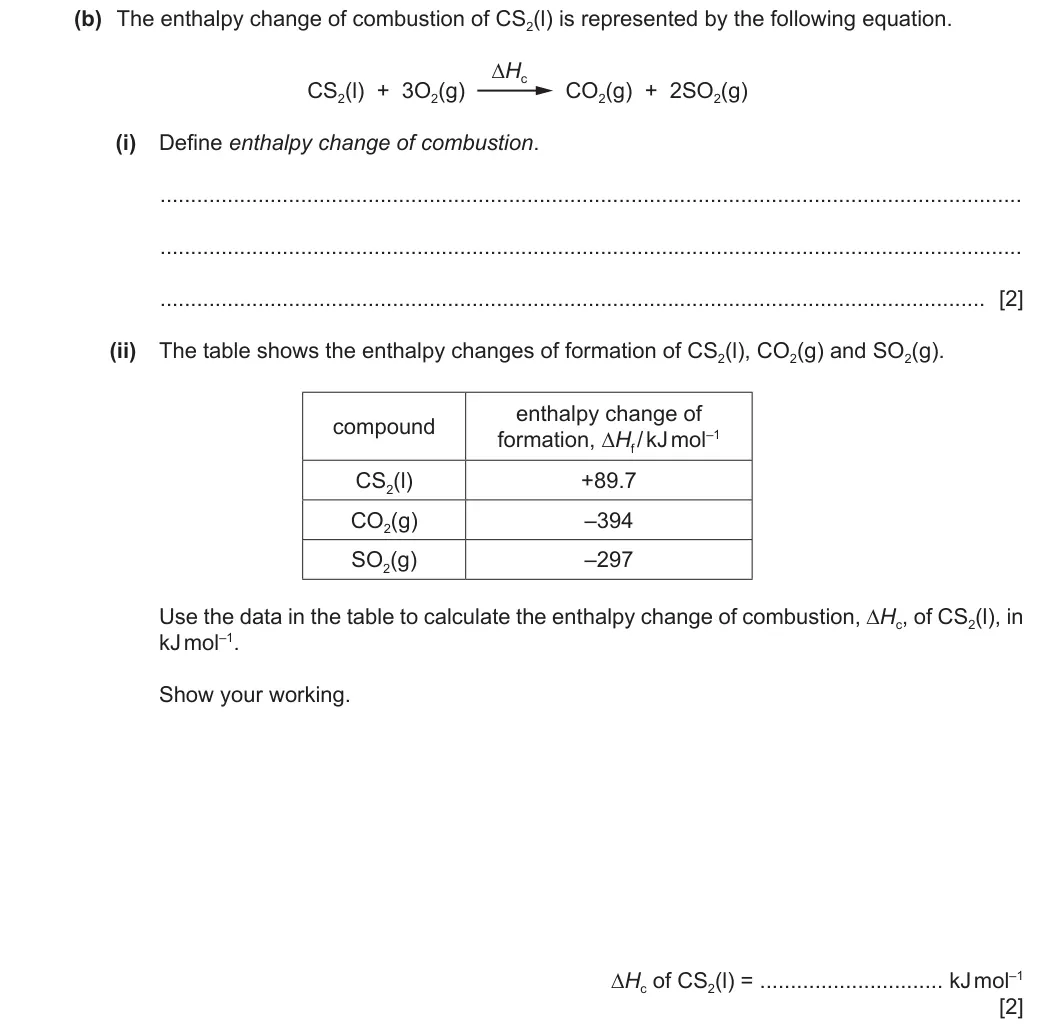 (b) The enthalpy change of combustion of CS₂(l) is represented by the following equation.
ΔHc
CS₂(l) + 3O₂(g) ⟶ CO₂(g) + 2SO₂(g)
(i) Define enthalpy change of combustion.
..............................................................................................................................................
..............................................................................................................................................
........................................................................................................................................ [2]
(ii) The table shows the enthalpy changes of formation of CS₂(l), CO₂(g) and SO₂(g).
compound
enthalpy change of
formation, ΔHf / kJ mol⁻¹
CS₂(l) +89.7
CO₂(g) –394
SO₂(g) –297
Use the data in the table to calculate the enthalpy change of combustion, ΔHc, of CS₂(l), in
kJ mol⁻¹.
Show your working.
ΔHc of CS₂(l) = .............................. kJ mol⁻¹
[2]